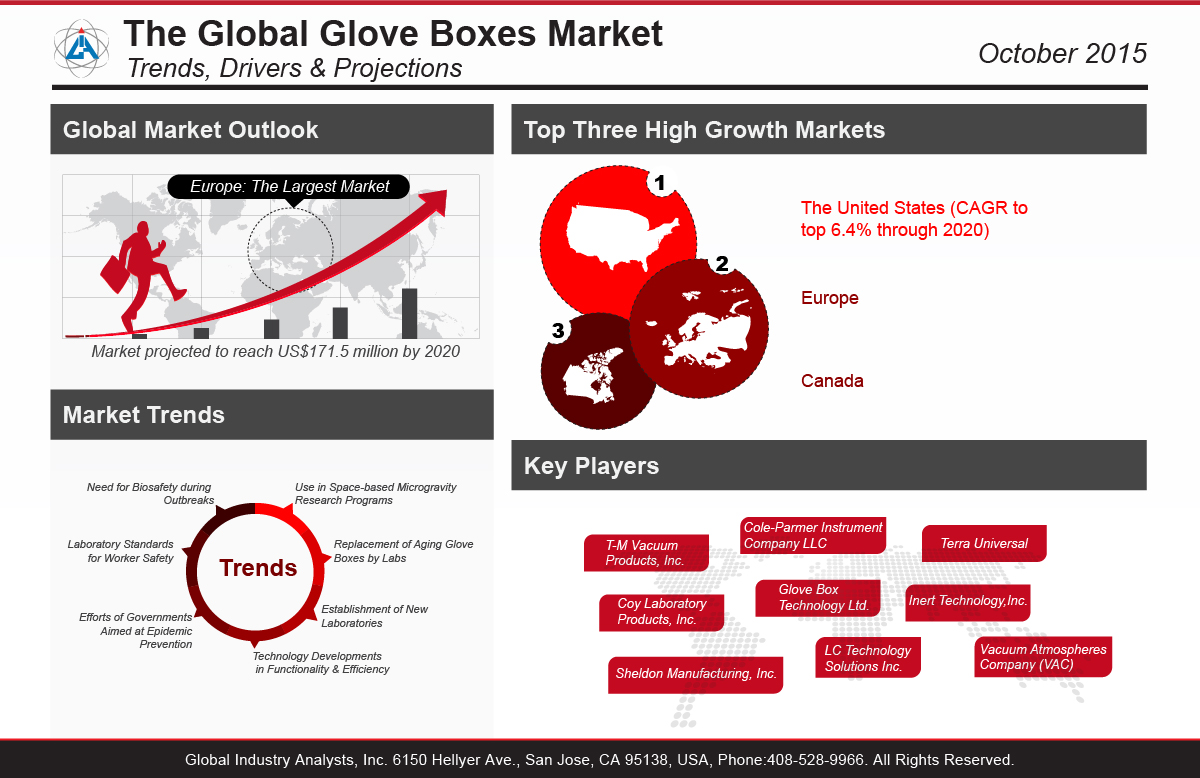 The Global Glove Boxes Market
Trends, Drivers & Projections
October 2015
Global Market Outlook
Europe: The Largest Market
Market projected to reach US$171.5 million by 2020
Top Three High Growth Markets
1
The United States (CAGR to
top 6.4% through 2020)
2
Europe
3
Canada
Market Trends
Trends
Use in Space-based Microgravity
Research Programs
Replacement of Aging Glove
Boxes by Labs
Establishment of New
Laboratories
Technology Developments
in Functionality & Efficiency
Efforts of Governments
Aimed at Epidemic
Prevention
Laboratory Standards
for Worker Safety
Need for Biosafety during
Outbreaks
Key Players
T-M Vacuum
Products, Inc.
Cole-Parmer Instrument
Company LLC
Terra Universal
Coy Laboratory
Products, Inc.
Glove Box
Technology Ltd.
Inert Technology,Inc.
Sheldon Manufacturing, Inc.
LC Technology
Solutions Inc.
Vacuum Atmospheres
Company (VAC)
Global Industry Analysts, Inc. 6150 Hellyer Ave., San Jose, CA 95138, USA, Phone:408-528-9966. All Rights Reserved.